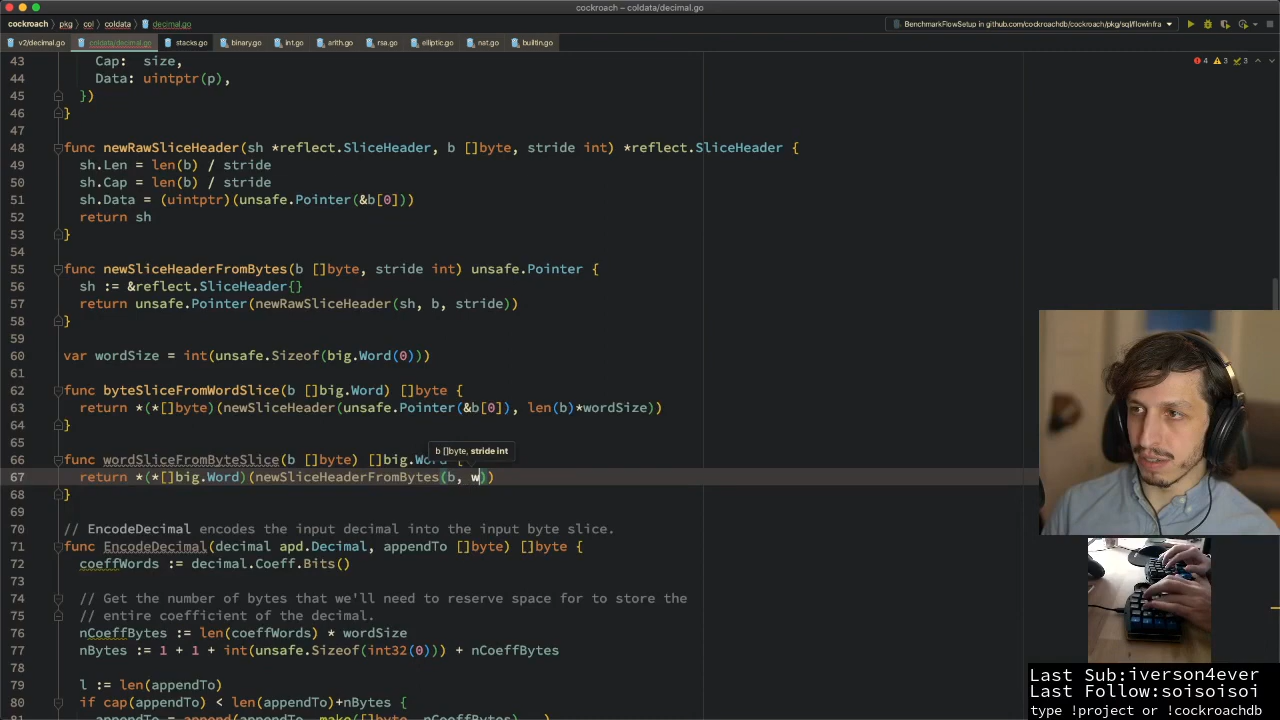 cockroach – coldata/decimal.go
cockroach pkg col coldata decimal.go
BenchmarkFlowSetup in github.com/cockroachdb/cockroach/pkg/sql/flowinfra
v2/decimal.go coldata/decimal.go stacks.go binary.go int.go arith.go rsa.go elliptic.go nat.go builtin.go
4 3 3
43 Cap: size,
44 Data: uintptr(p),
45 })
46 }
47
48 func newRawSliceHeader(sh *reflect.SliceHeader, b []byte, stride int) *reflect.SliceHeader {
49 sh.Len = len(b) / stride
50 sh.Cap = len(b) / stride
51 sh.Data = (uintptr)(unsafe.Pointer(&b[0]))
52 return sh
53 }
54
55 func newSliceHeaderFromBytes(b []byte, stride int) unsafe.Pointer {
56 sh := &reflect.SliceHeader{}
57 return unsafe.Pointer(newRawSliceHeader(sh, b, stride))
58 }
59
60 var wordSize = int(unsafe.Sizeof(big.Word(0)))
61
62 func byteSliceFromWordSlice(b []big.Word) []byte {
63 return *(*[]byte)(newSliceHeader(unsafe.Pointer(&b[0]), len(b)*wordSize))
64 }
65
b []byte, stride int
66 func wordSliceFromByteSlice(b []byte) []big.Word {
67 return *(*[]big.Word)(newSliceHeaderFromBytes(b, w))
68 }
69
70 // EncodeDecimal encodes the input decimal into the input byte slice.
71 func EncodeDecimal(decimal apd.Decimal, appendTo []byte) []byte {
72 coeffWords := decimal.Coeff.Bits()
73
74 // Get the number of bytes that we'll need to reserve space for to store the
75 // entire coefficient of the decimal.
76 nCoeffBytes := len(coeffWords) * wordSize
77 nBytes := 1 + 1 + int(unsafe.Sizeof(int32(0))) + nCoeffBytes
78
79 l := len(appendTo)
80 if cap(appendTo) < len(appendTo)+nBytes {
81 appendTo = append(appendTo, make([]byte, nCoeffBytes)...)
Last Sub:iverson4ever
Last Follow:soisoisoi
type !project or !cockroachdb